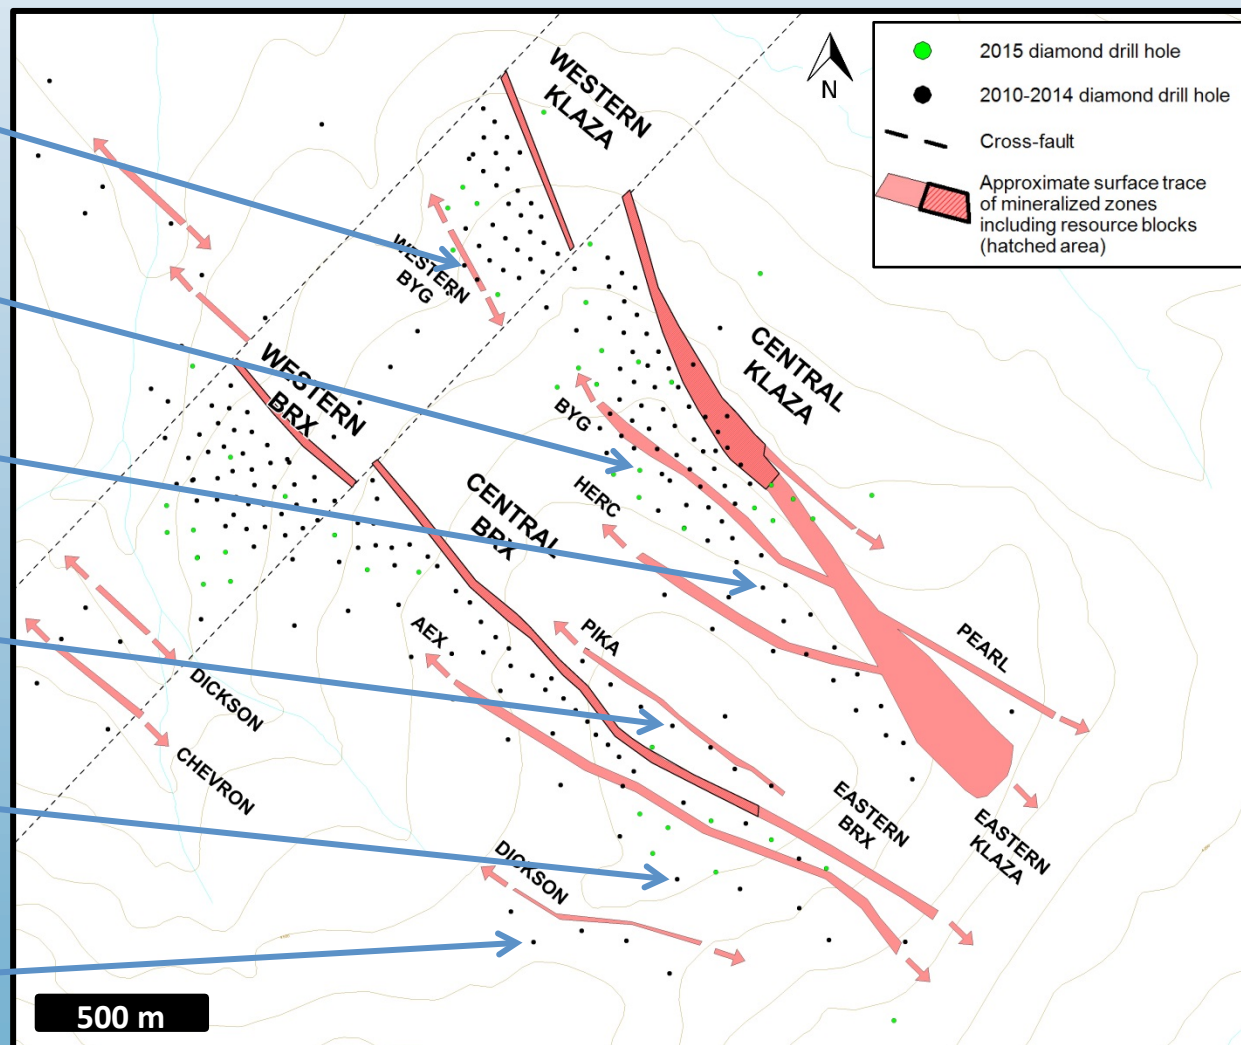 WESTERN
KLAZA
N
2015 diamond drill hole
2010-2014 diamond drill hole
Cross-fault
Approximate surface trace
of mineralized zones
including resource blocks
(hatched area)
WESTERN
BYG
WESTERN
BRX
CENTRAL
KLAZA
BYG
HERC
CENTRAL
BRX
AEX
PIKA
PEARL
DICKSON
CHEVRON
EASTERN
BRX
EASTERN
KLAZA
DICKSON
500 m